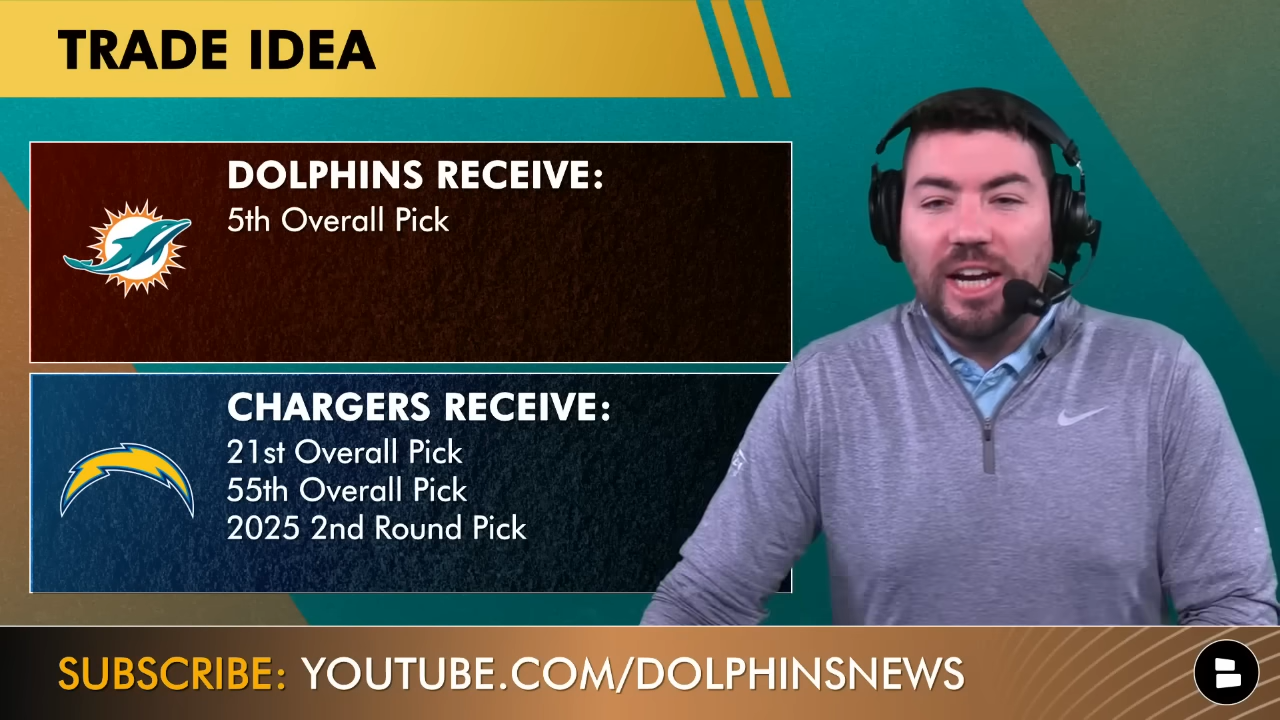 TRADE IDEA
DOLPHINS RECEIVE:
5th Overall Pick
CHARGERS RECEIVE:
21st Overall Pick
55th Overall Pick
2025 2nd Round Pick
SUBSCRIBE: YOUTUBE.COM/DOLPHINSNEWS